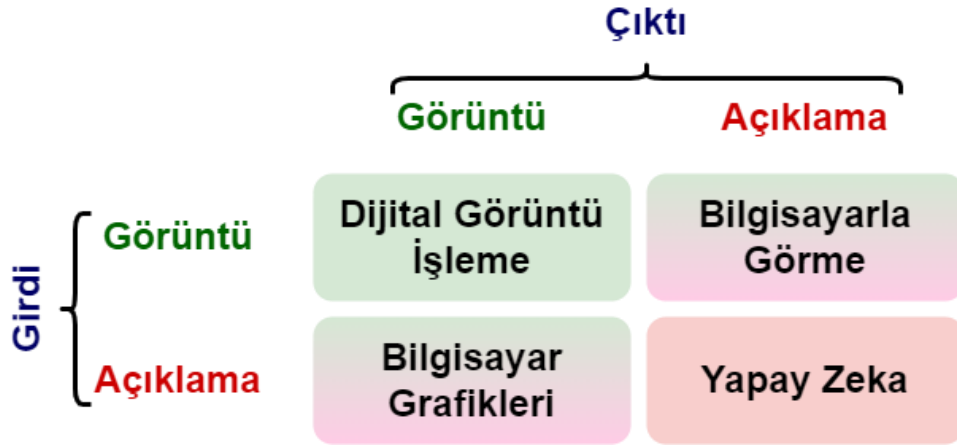 Çıktı
Görüntü Açıklama
Girdi
Görüntü
Dijital Görüntü
İşleme
Bilgisayarla
Görme
Açıklama
Bilgisayar
Grafikleri
Yapay Zeka